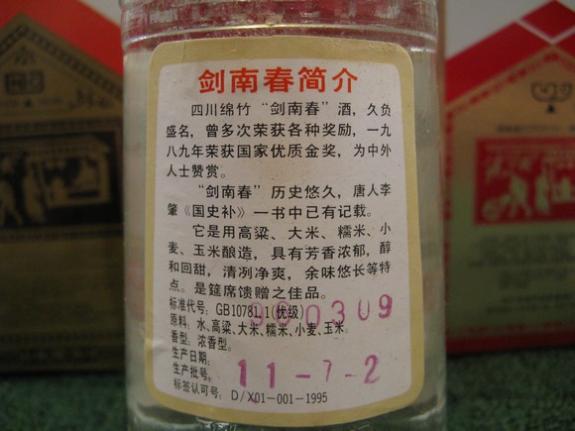 剑南春简介
四川绵竹“剑南春”酒，久负
盛名，曾多次荣获各种奖励，一九
八九年荣获国家优质金奖，为中外
人士赞赏。
“剑南春”历史悠久，唐人李
肇《国史补》一书中已有记载。
它是用高粱、大米、糯米、小
麦、玉米酿造，具有芳香浓郁，醇
和回甜，清冽净爽，余味悠长等特
点。是筵席馈赠之佳品。
标准代号：GB10781.1(优级)
原料：水、高粱、大米、糯米、小麦、玉米
香型：浓香型。
生产日期：980309
生产批号：11-7-2
标签认可号：D/X01-001-1995